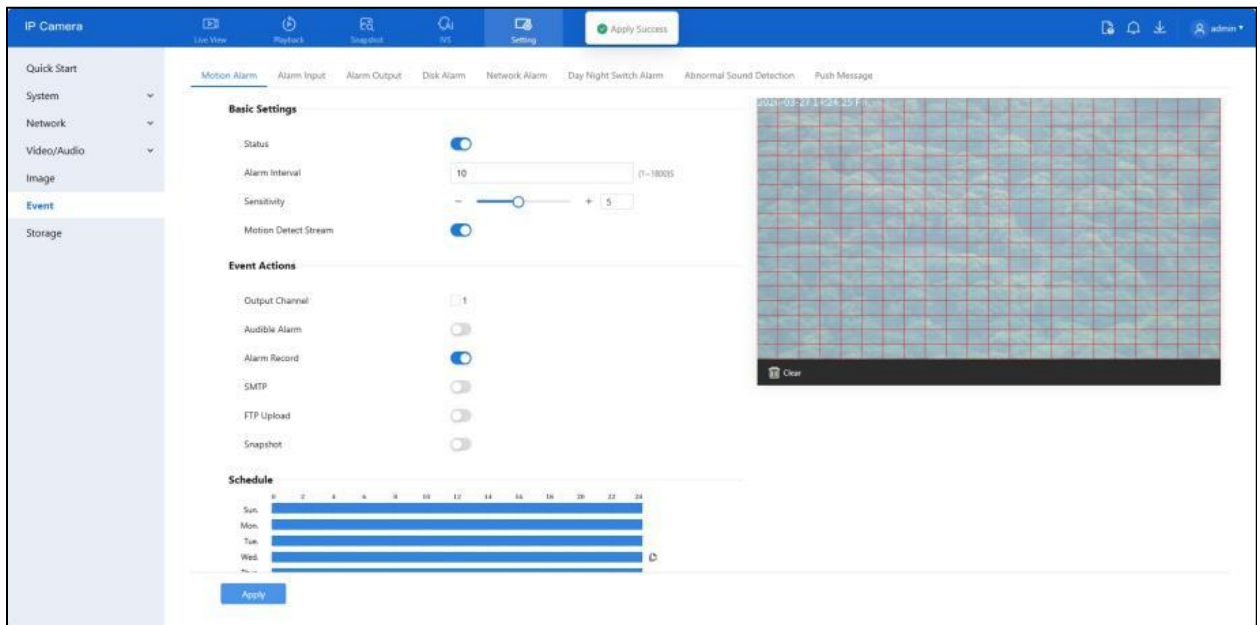 IP Camera
Live View
Playback
Snapshot
IVS
Setting
Apply Success
admin
Quick Start
System
Network
Video/Audio
Image
Event
Storage
Motion Alarm Alarm Input Alarm Output Disk Alarm Network Alarm Day Night Switch Alarm Abnormal Sound Detection Push Message
Basic Settings
Status
Alarm Interval 10 (1~1800)S
Sensitivity − + 5
Motion Detect Stream
Event Actions
Output Channel 1
Audible Alarm
Alarm Record
SMTP
FTP Upload
Snapshot
Clear
Schedule
0 2 4 6 8 10 12 14 16 18 20 22 24
Sun.
Mon.
Tue.
Wed.
Apply